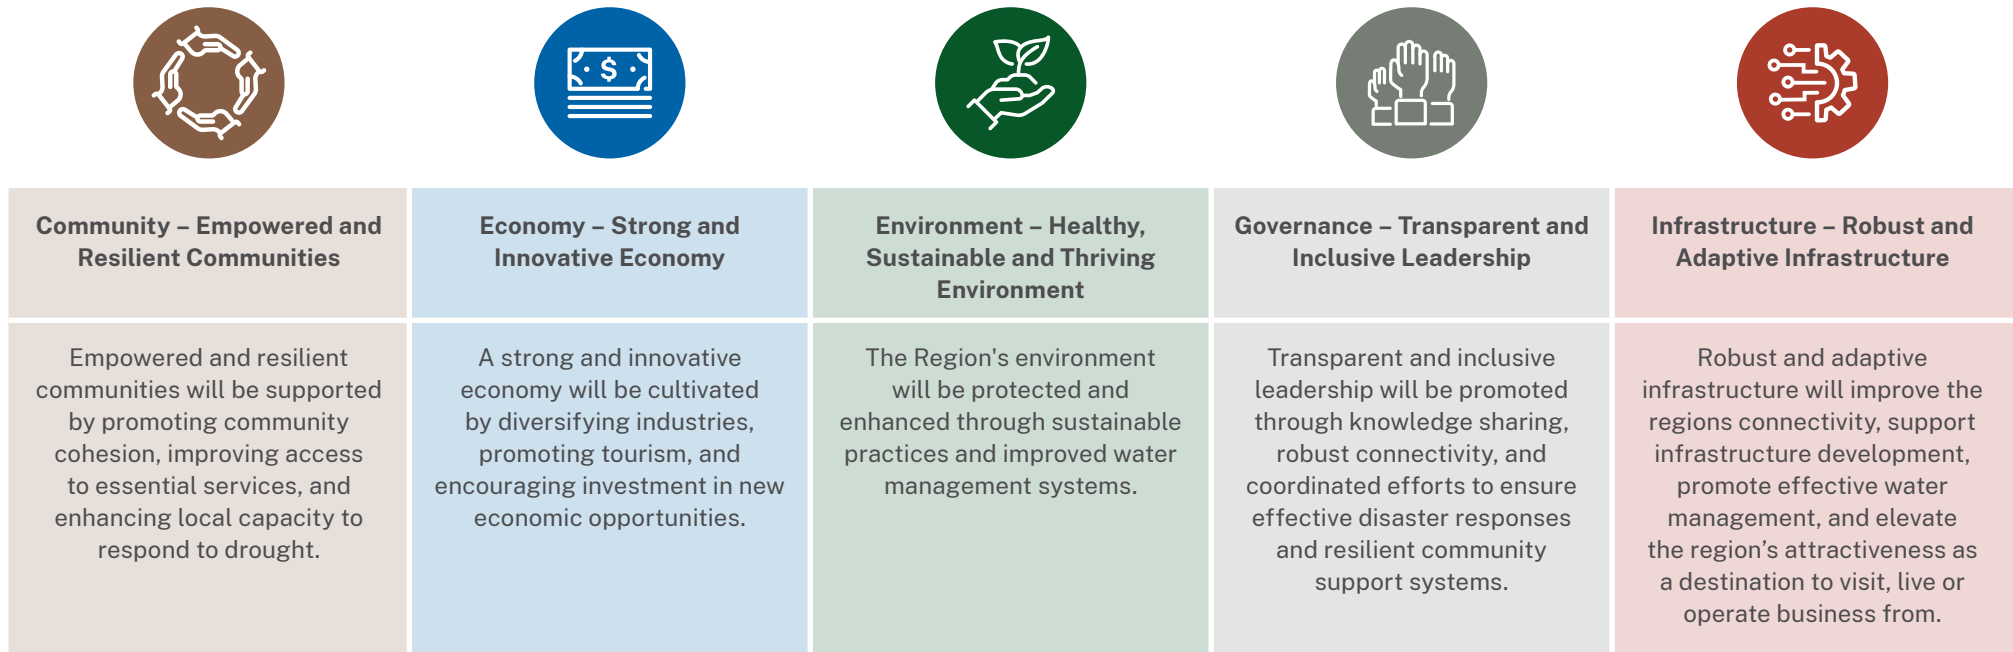 $
Community – Empowered and
Resilient Communities
Economy – Strong and
Innovative Economy
Environment – Healthy,
Sustainable and Thriving
Environment
Governance – Transparent and
Inclusive Leadership
Infrastructure – Robust and
Adaptive Infrastructure
Empowered and resilient
communities will be supported
by promoting community
cohesion, improving access
to essential services, and
enhancing local capacity to
respond to drought.
A strong and innovative
economy will be cultivated
by diversifying industries,
promoting tourism, and
encouraging investment in new
economic opportunities.
The Region's environment
will be protected and
enhanced through sustainable
practices and improved water
management systems.
Transparent and inclusive
leadership will be promoted
through knowledge sharing,
robust connectivity, and
coordinated efforts to ensure
effective disaster responses
and resilient community
support systems.
Robust and adaptive
infrastructure will improve the
regions connectivity, support
infrastructure development,
promote effective water
management, and elevate
the region’s attractiveness as
a destination to visit, live or
operate business from.